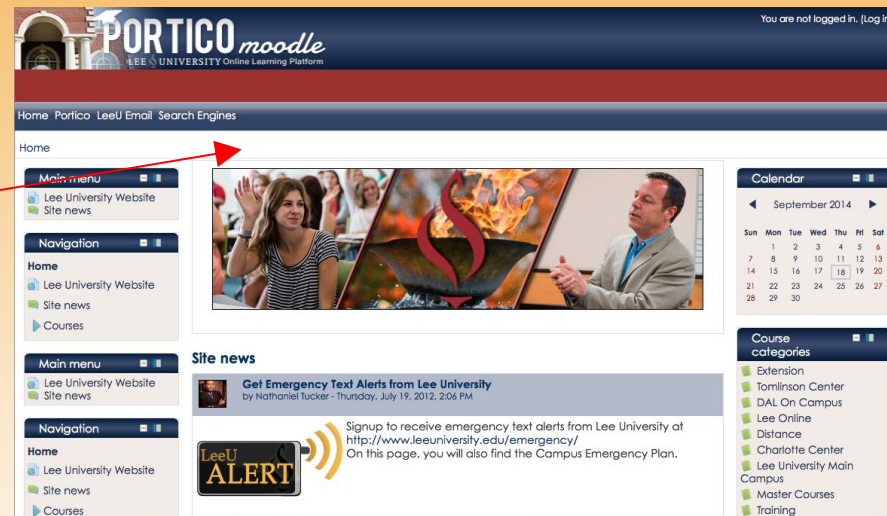 You are not logged in. (Log in
PORTICO moodle
LEE UNIVERSITY Online Learning Platform
Home Portico LeeU Email Search Engines
Home
Main menu
Lee University Website
Site news
Navigation
Home
Lee University Website
Site news
Courses
Main menu
Lee University Website
Site news
Navigation
Home
Lee University Website
Site news
Courses
Site news
Get Emergency Text Alerts from Lee University
by Nathaniel Tucker - Thursday, July 19, 2012, 2:06 PM
LeeU
ALERT
Signup to receive emergency text alerts from Lee University at
http://www.leeuniversity.edu/emergency/
On this page, you will also find the Campus Emergency Plan.
Calendar
September 2014
Sun Mon Tue Wed Thu Fri Sat
1 2 3 4 5 6
7 8 9 10 11 12 13
14 15 16 17 18 19 20
21 22 23 24 25 26 27
28 29 30
Course
categories
Extension
Tomlinson Center
DAL On Campus
Lee Online
Distance
Charlotte Center
Lee University Main
Campus
Master Courses
Training